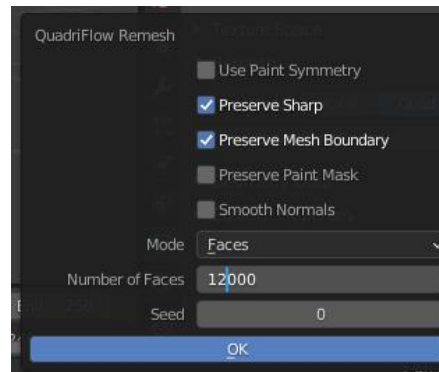 QuadriFlow Remesh
Use Paint Symmetry
Preserve Sharp
Preserve Mesh Boundary
Preserve Paint Mask
Smooth Normals
Mode Faces
Number of Faces 12000
Seed 0
OK